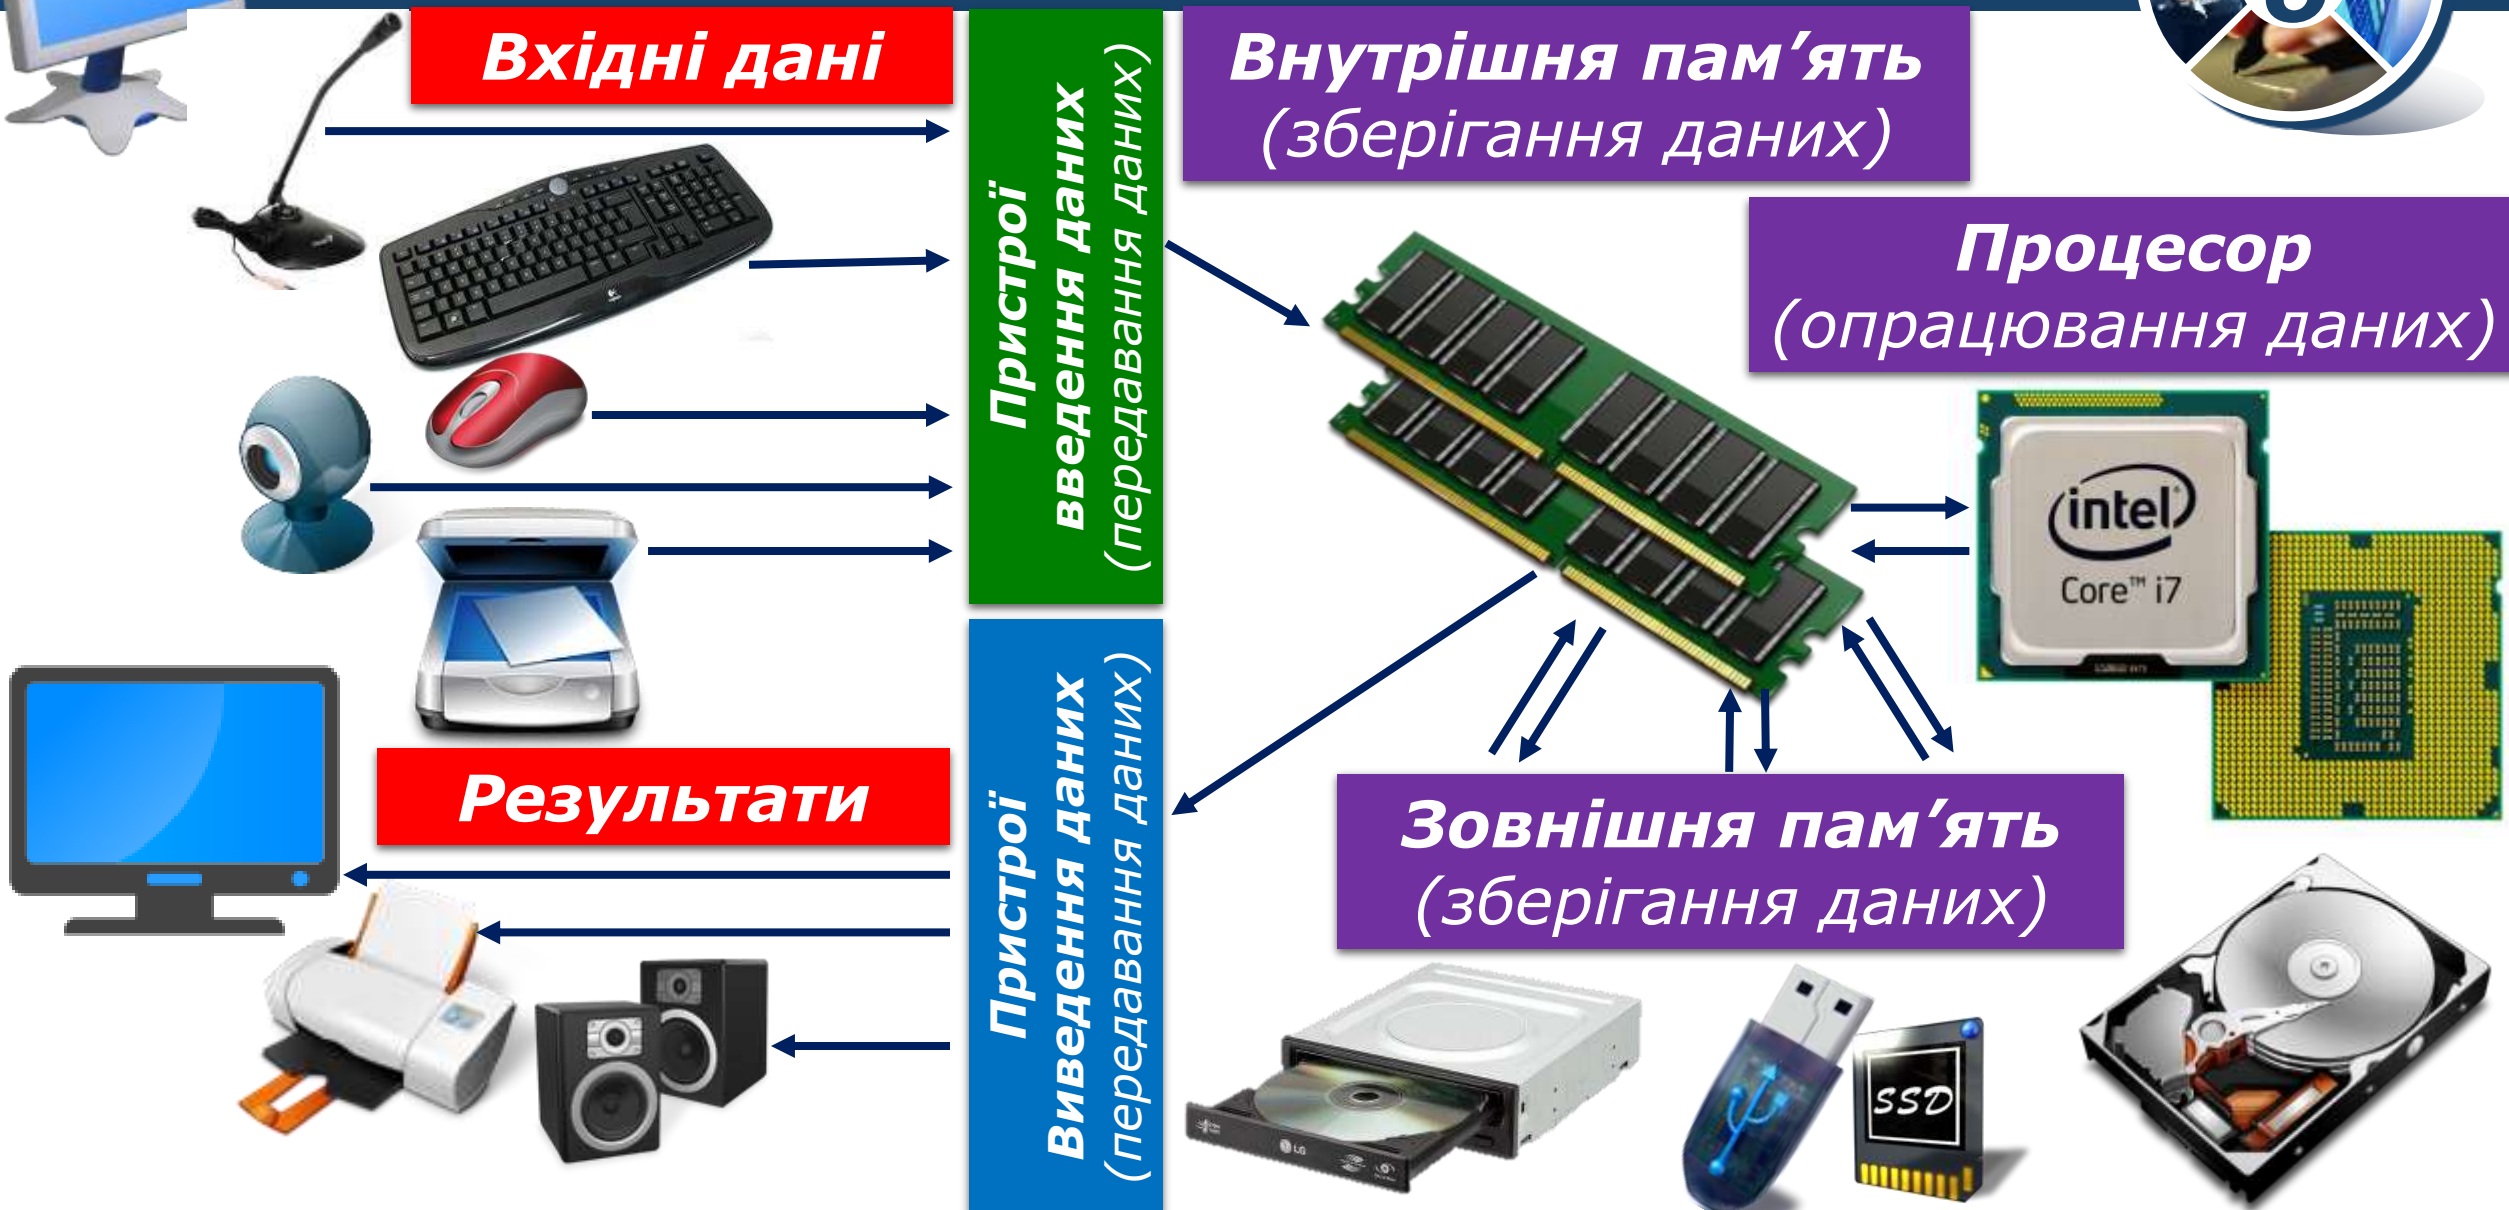 Вхідні дані
Пристрої
введення даних
(передавання даних)
Внутрішня пам’ять
(зберігання даних)
Процесор
(опрацювання даних)
intel
Core™ i7
Результати
Пристрої
Виведення даних
(передавання даних)
Зовнішня пам’ять
(зберігання даних)
LG
SSD